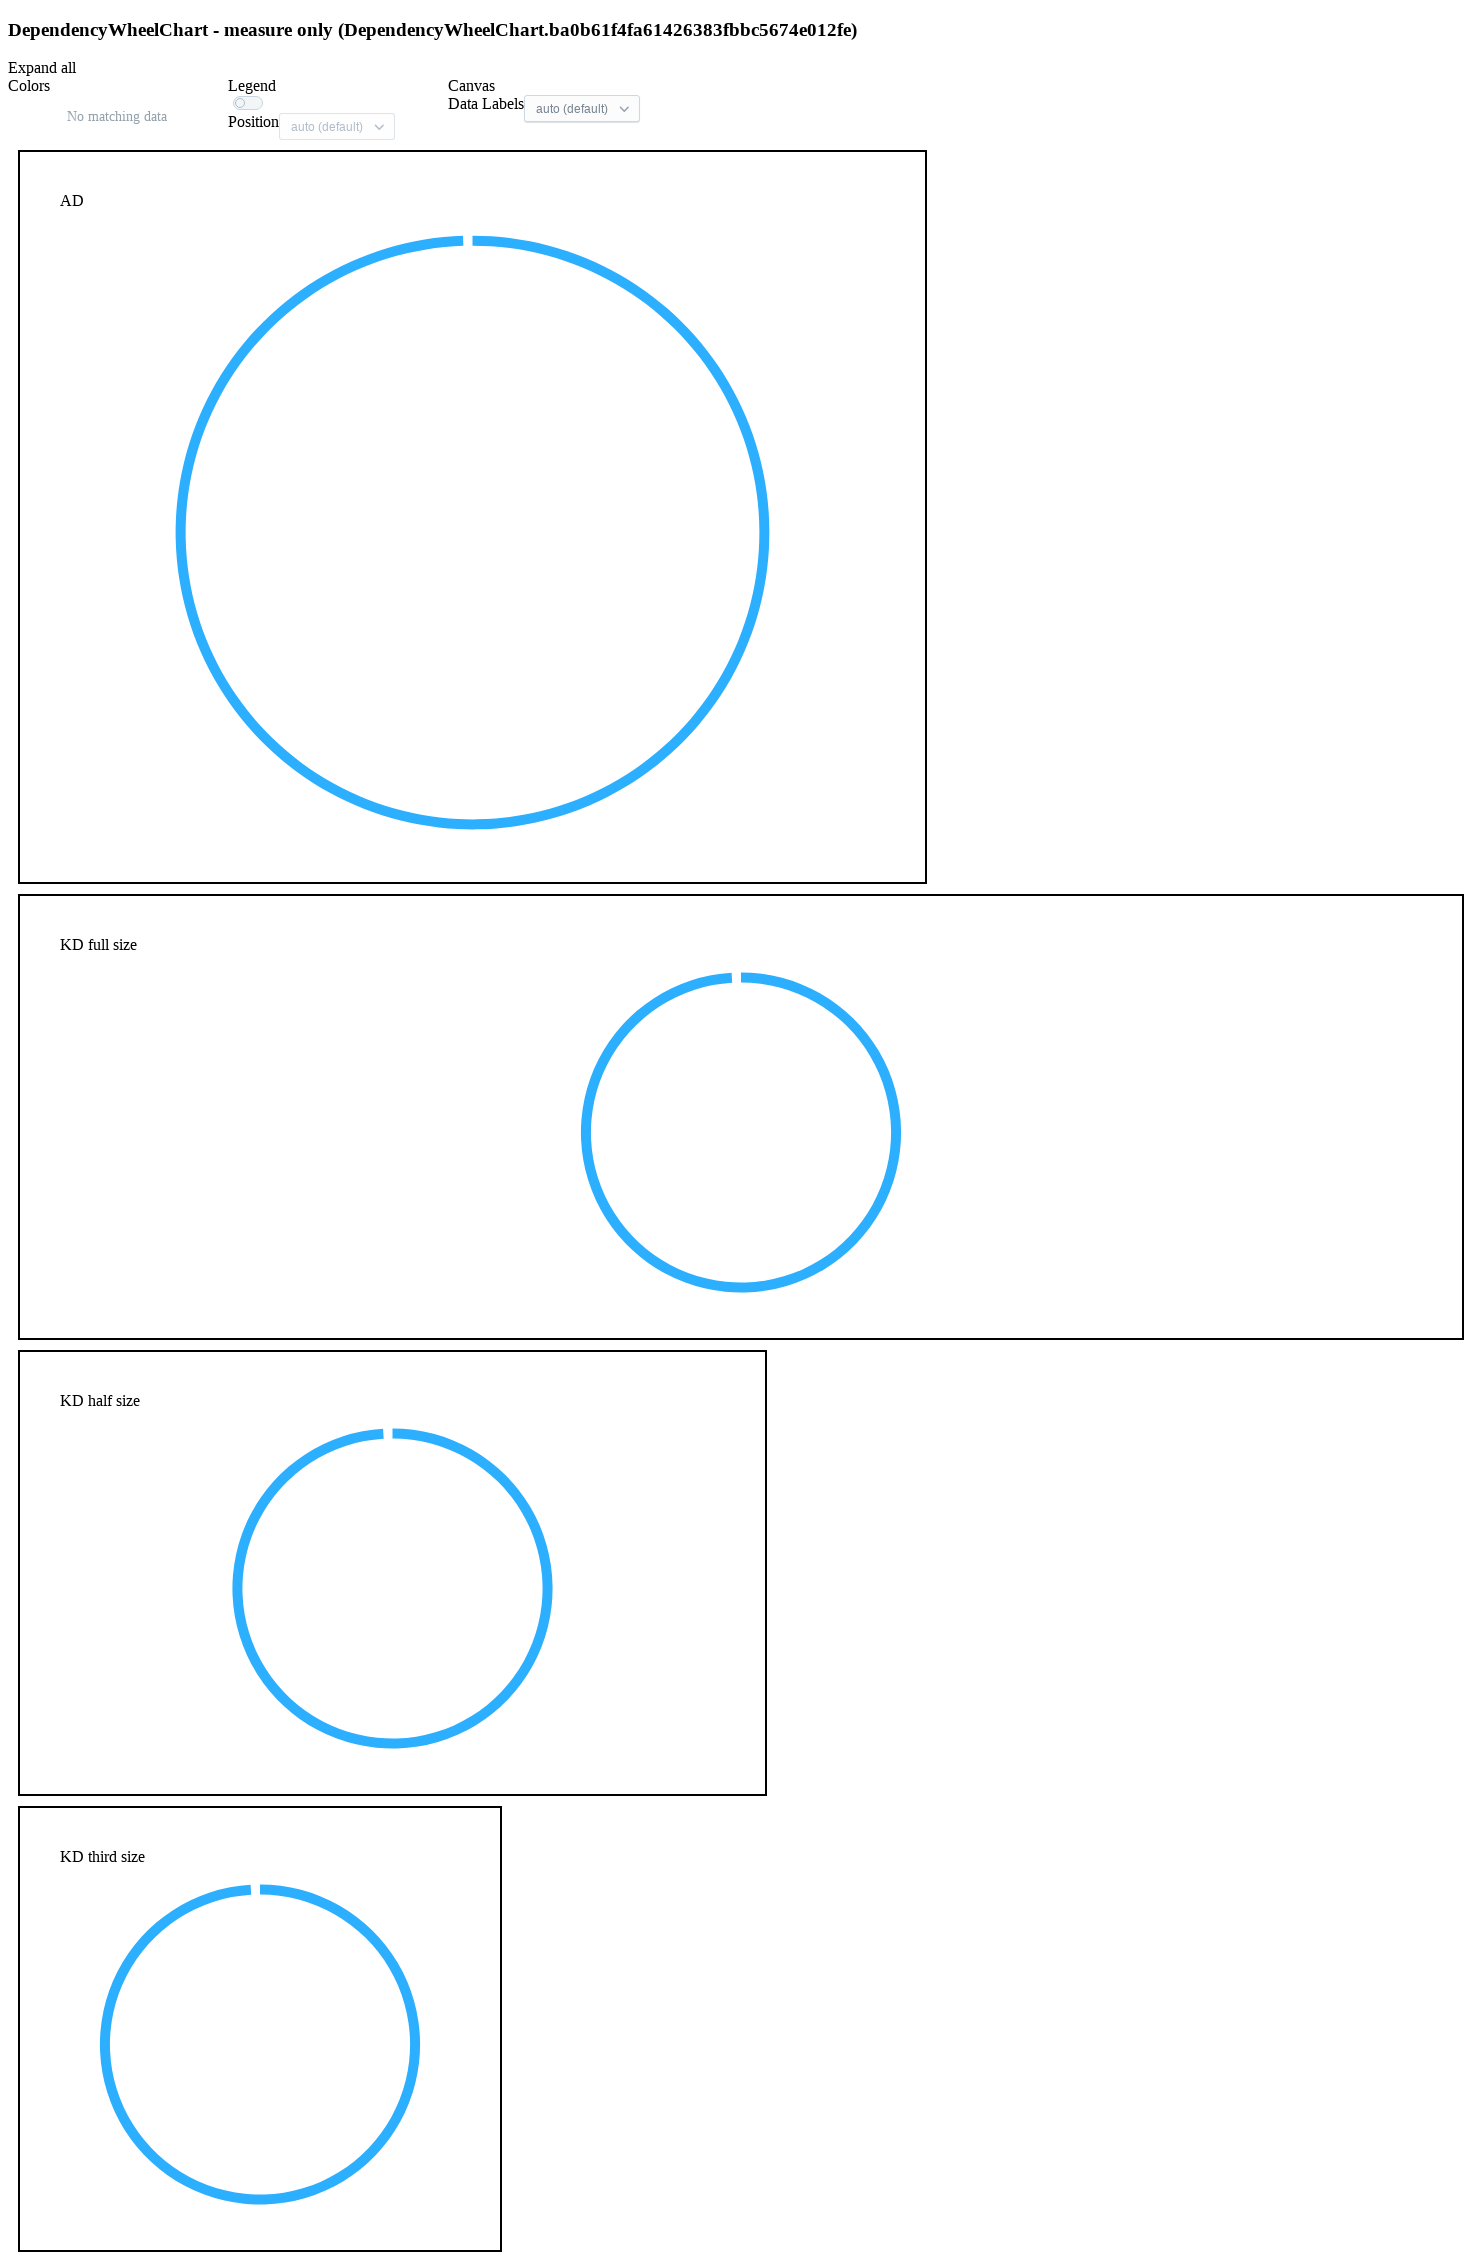 DependencyWheelChart - measure only (DependencyWheelChart.ba0b61f4fa61426383fbbc5674e012fe)
Expand all
Colors
No matching data
Legend
Position auto (default)
Canvas
Data Labels auto (default)
AD
KD full size
KD half size
KD third size